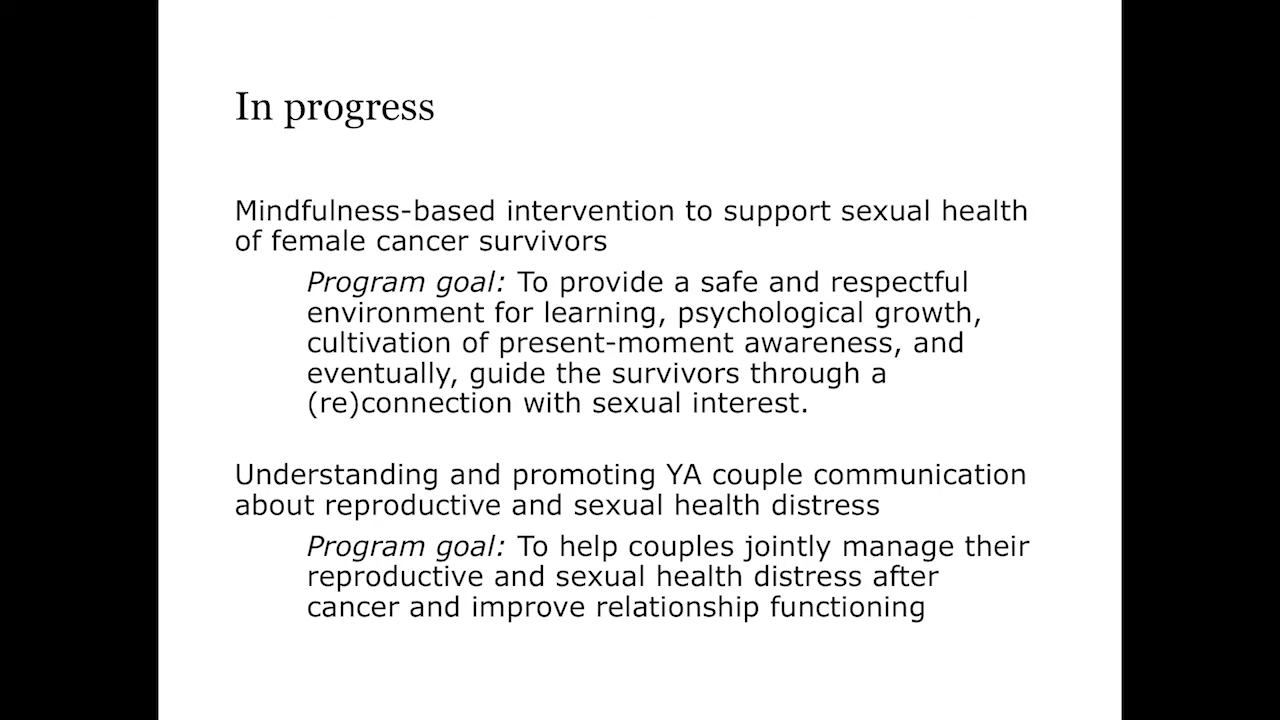 In progress
Mindfulness-based intervention to support sexual health
of female cancer survivors
Program goal: To provide a safe and respectful
environment for learning, psychological growth,
cultivation of present-moment awareness, and
eventually, guide the survivors through a
(re)connection with sexual interest.
Understanding and promoting YA couple communication
about reproductive and sexual health distress
Program goal: To help couples jointly manage their
reproductive and sexual health distress after
cancer and improve relationship functioning